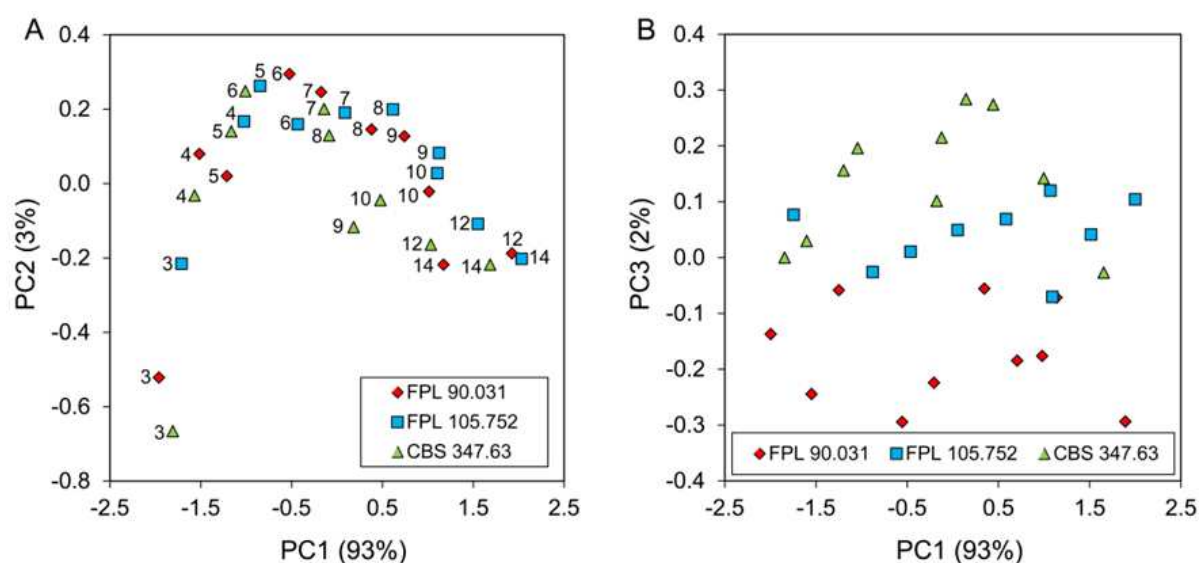 A
0.4
0.2
0.0
-0.2
-0.4
-0.6
-0.8
PC2 (3%)
-2.5 -1.5 -0.5 0.5 1.5 2.5
PC1 (93%)
5 6
6 7
4 7 8
5 6 7 8 9
8 9
4 10
5 10
4 10
9 12
3 12 12
14 14 14
3
3
FPL 90.031
FPL 105.752
CBS 347.63
B
0.4
0.3
0.2
0.1
0.0
-0.1
-0.2
-0.3
-0.4
PC3 (2%)
-2.5 -1.5 -0.5 0.5 1.5 2.5
PC1 (93%)
FPL 90.031 FPL 105.752 CBS 347.63